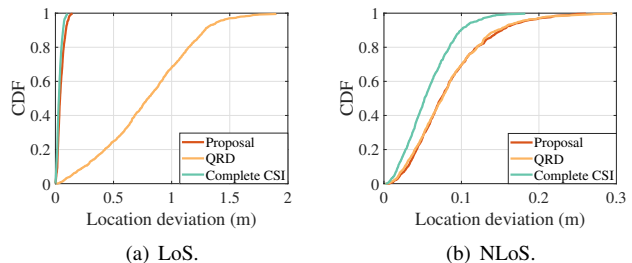 1
0.8
0.6
0.4
0.2
0
CDF
Proposal
QRD
Complete CSI
0 0.5 1 1.5 2
Location deviation (m)
(a) LoS.
1
0.8
0.6
0.4
0.2
0
CDF
Proposal
QRD
Complete CSI
0 0.1 0.2 0.3
Location deviation (m)
(b) NLoS.